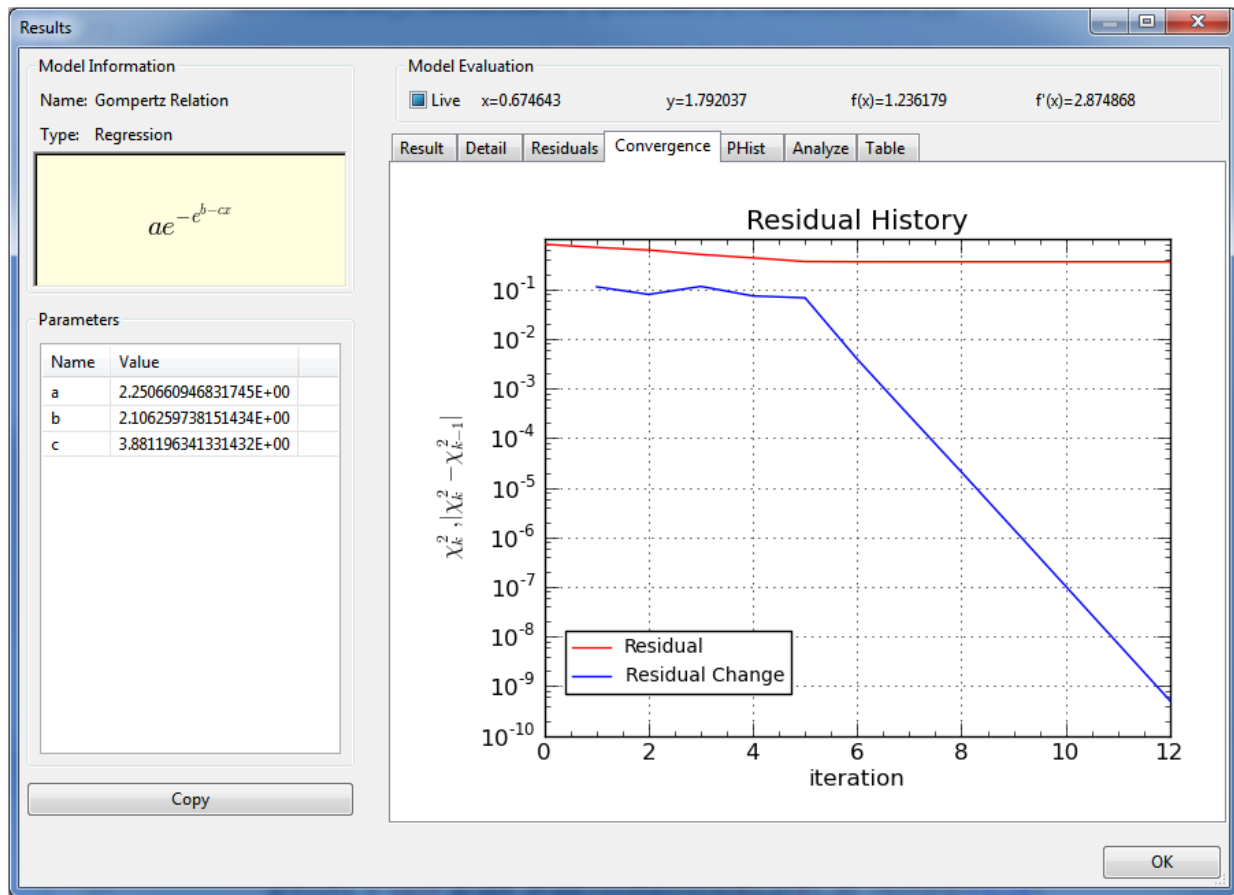 Results
Model Information
Name: Gompertz Relation
Type: Regression
ae^{-e^{b-cx}}
Parameters
Name Value
a 2.250660946831745E+00
b 2.106259738151434E+00
c 3.881196341331432E+00
Copy
Model Evaluation
Live x=0.674643 y=1.792037 f(x)=1.236179 f'(x)=2.874868
Result Detail Residuals Convergence PHist Analyze Table
Residual History
χ_k^2, |χ_k^2 − χ_{k−1}^2|
10^-1
10^-2
10^-3
10^-4
10^-5
10^-6
10^-7
10^-8
10^-9
10^-10
Residual
Residual Change
0 2 4 6 8 10 12
iteration
OK